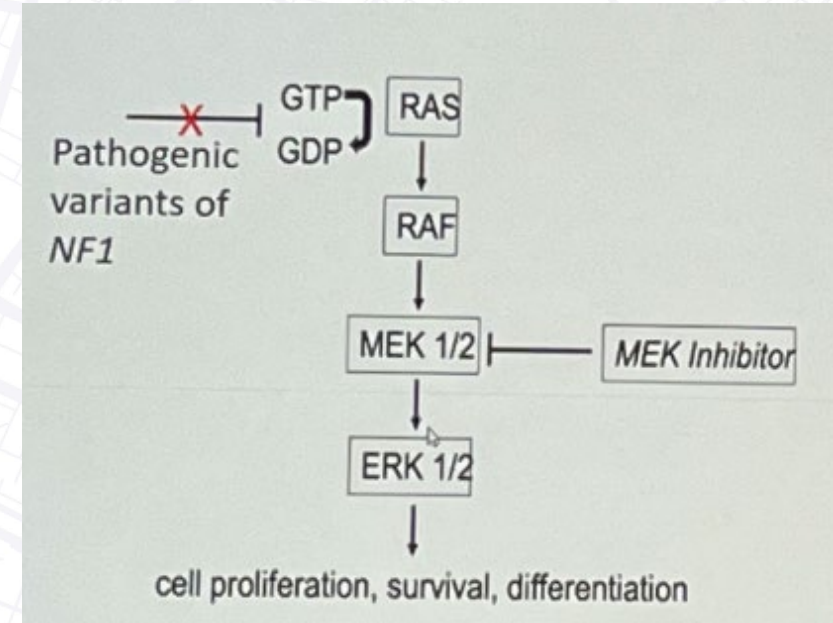 GTP
RAS
GDP
Pathogenic
variants of
NF1
RAF
MEK 1/2
MEK Inhibitor
ERK 1/2
cell proliferation, survival, differentiation